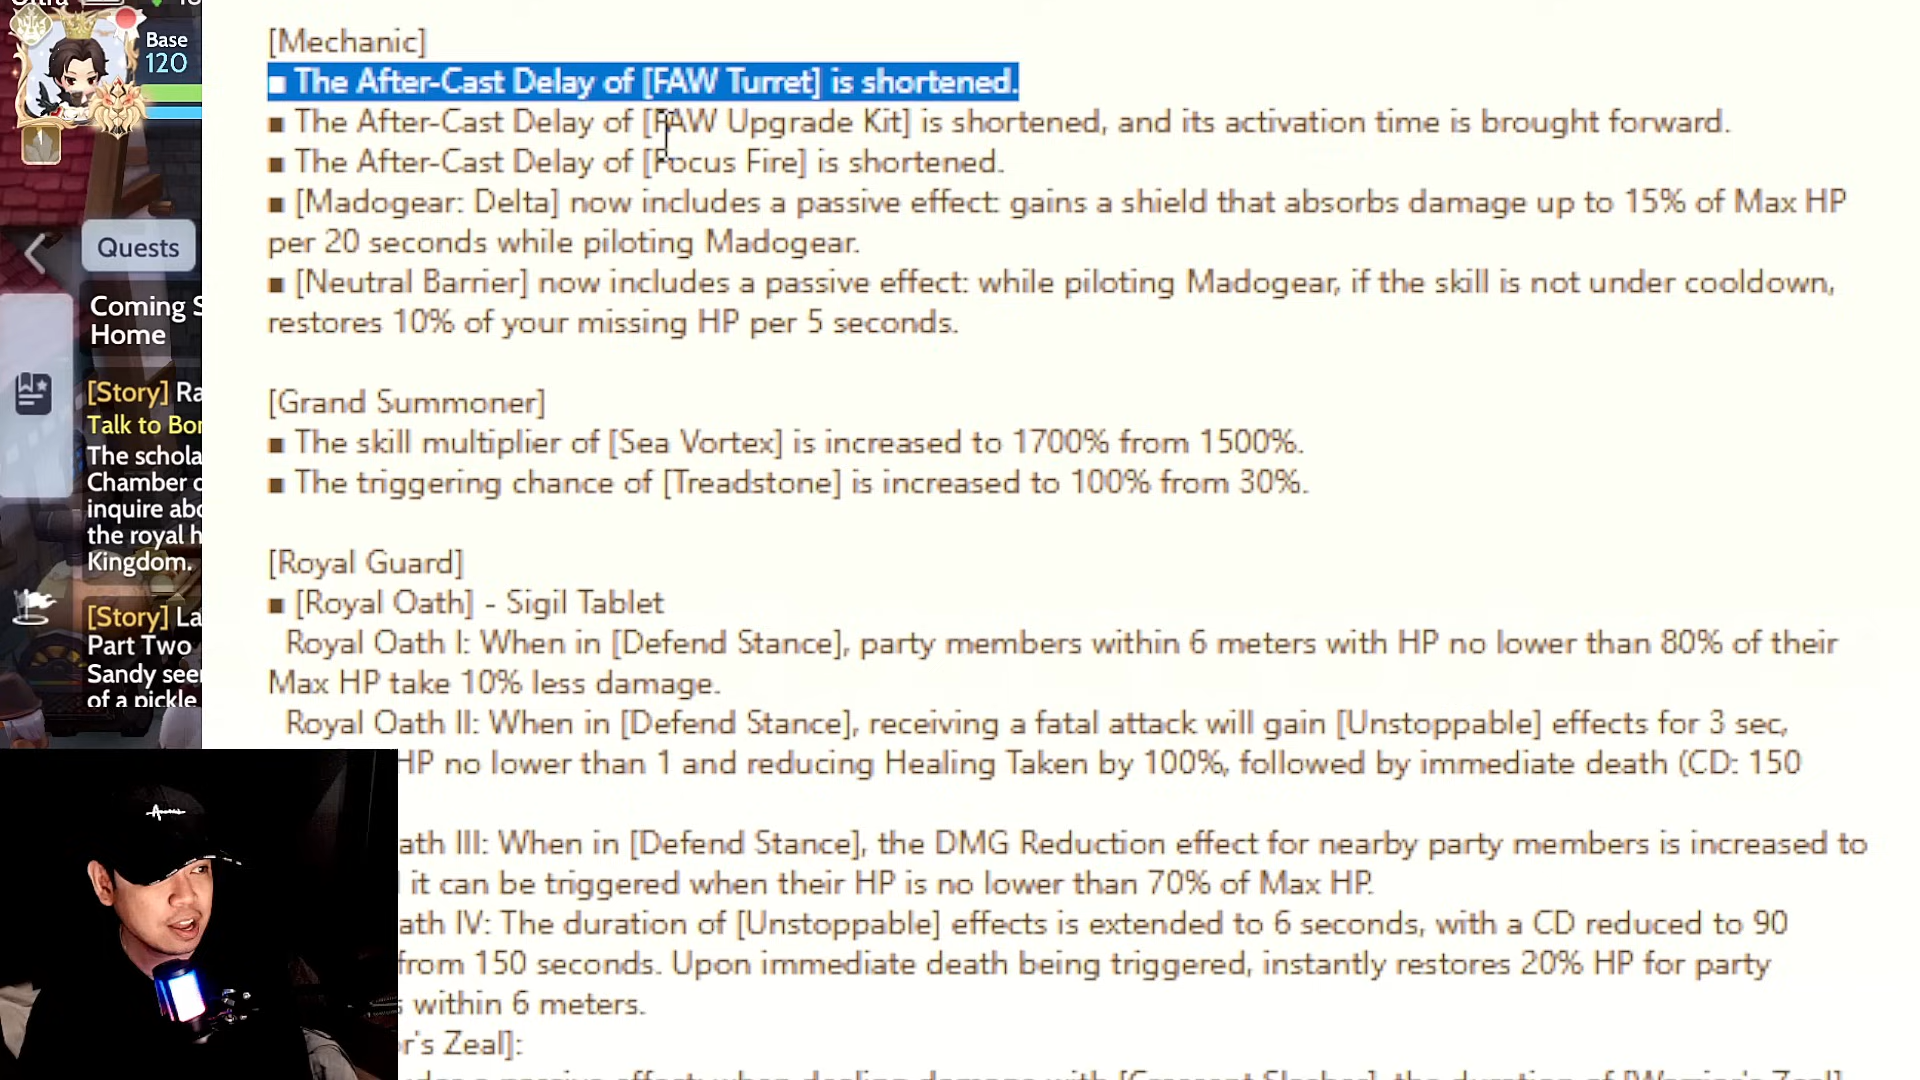 Base
120
Quests
Coming S
Home
[Story] Ra
Talk to Bor
The schola
Chamber o
inquire abo
the royal h
Kingdom.
[Story] La
Part Two
Sandy seer
of a pickle
[Mechanic]
■ The After-Cast Delay of [FAW Turret] is shortened.
■ The After-Cast Delay of [FAW Upgrade Kit] is shortened, and its activation time is brought forward.
■ The After-Cast Delay of [Focus Fire] is shortened.
■ [Madogear: Delta] now includes a passive effect: gains a shield that absorbs damage up to 15% of Max HP
per 20 seconds while piloting Madogear.
■ [Neutral Barrier] now includes a passive effect: while piloting Madogear, if the skill is not under cooldown,
restores 10% of your missing HP per 5 seconds.
[Grand Summoner]
■ The skill multiplier of [Sea Vortex] is increased to 1700% from 1500%.
■ The triggering chance of [Treadstone] is increased to 100% from 30%.
[Royal Guard]
■ [Royal Oath] - Sigil Tablet
Royal Oath I: When in [Defend Stance], party members within 6 meters with HP no lower than 80% of their
Max HP take 10% less damage.
Royal Oath II: When in [Defend Stance], receiving a fatal attack will gain [Unstoppable] effects for 3 sec,
HP no lower than 1 and reducing Healing Taken by 100%, followed by immediate death (CD: 150
ath III: When in [Defend Stance], the DMG Reduction effect for nearby party members is increased to
it can be triggered when their HP is no lower than 70% of Max HP.
ath IV: The duration of [Unstoppable] effects is extended to 6 seconds, with a CD reduced to 90
from 150 seconds. Upon immediate death being triggered, instantly restores 20% HP for party
within 6 meters.
r's Zeal]: